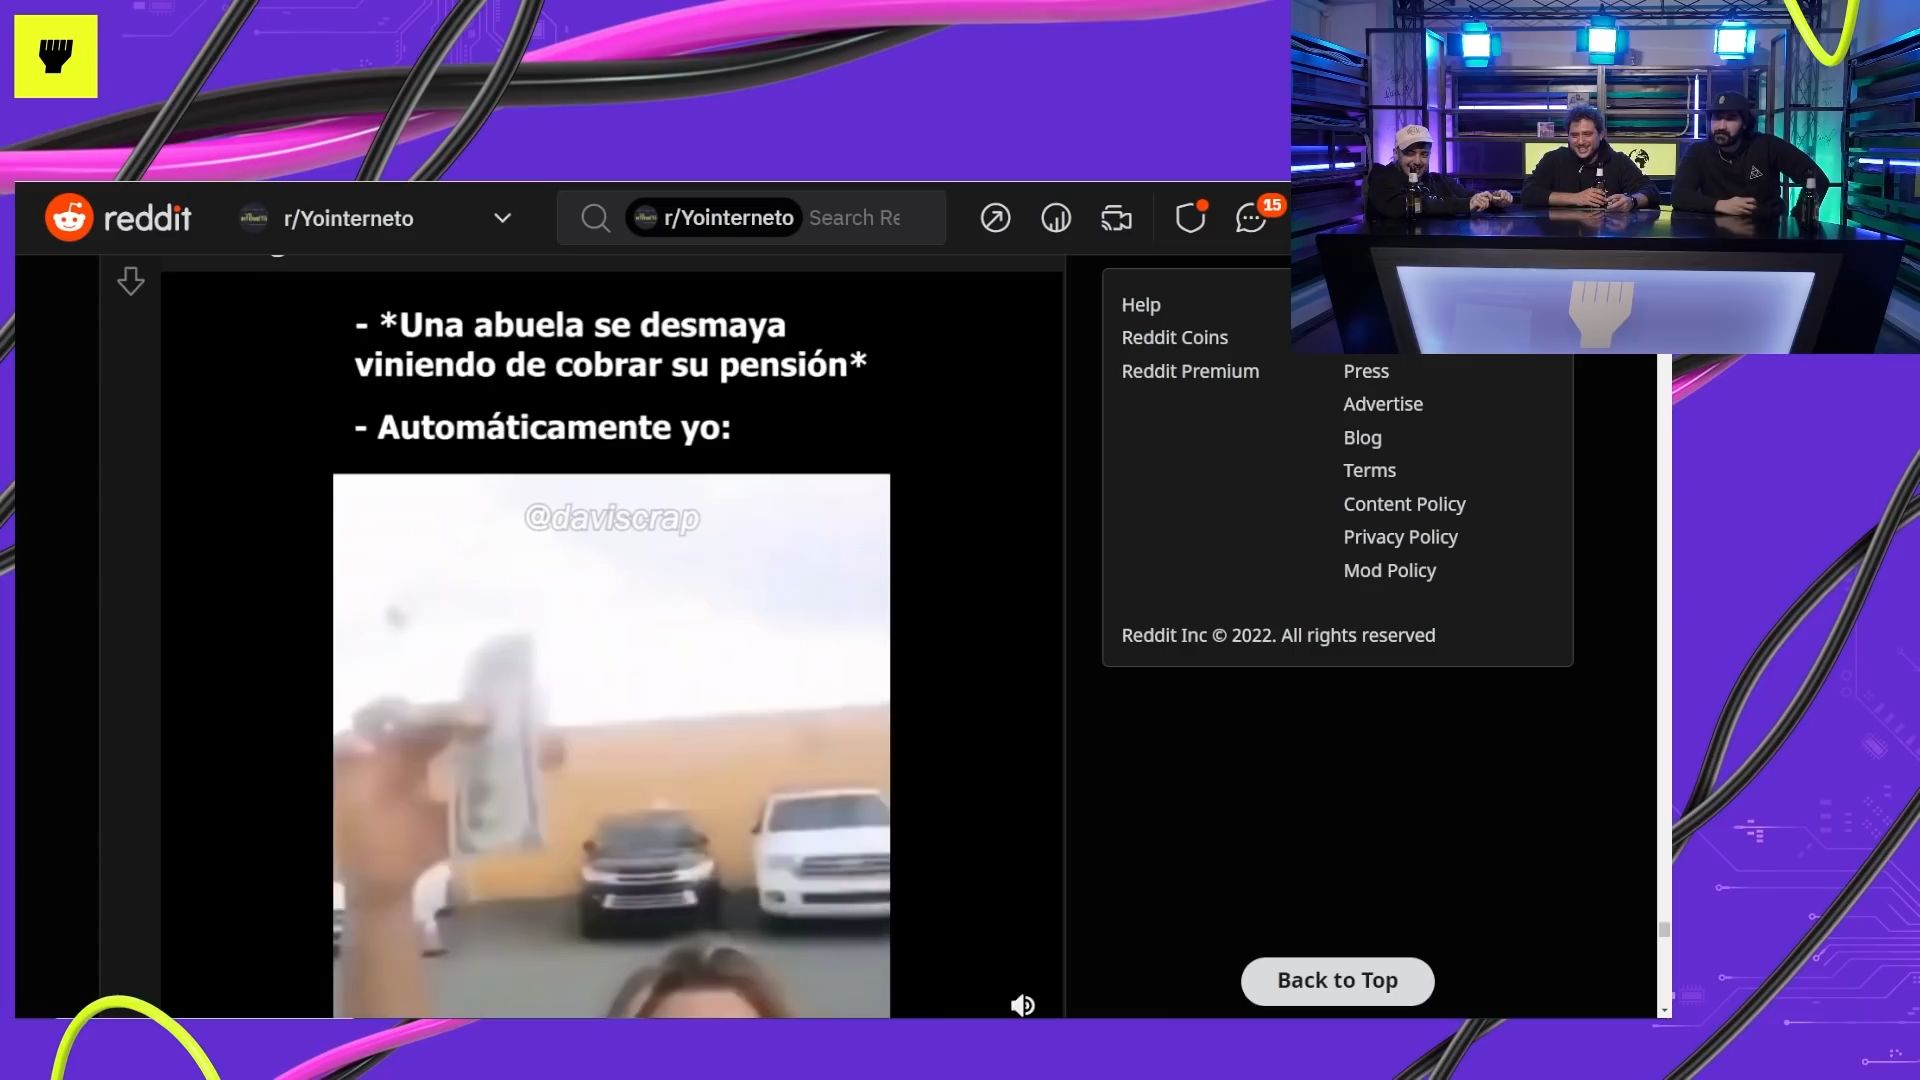 reddit
r/Yointerneto
r/Yointerneto
Search Re
15
- *Una abuela se desmaya
viniendo de cobrar su pensión*
- Automáticamente yo:
@daviscrap
Help
Reddit Coins
Reddit Premium
Press
Advertise
Blog
Terms
Content Policy
Privacy Policy
Mod Policy
Reddit Inc © 2022. All rights reserved
Back to Top